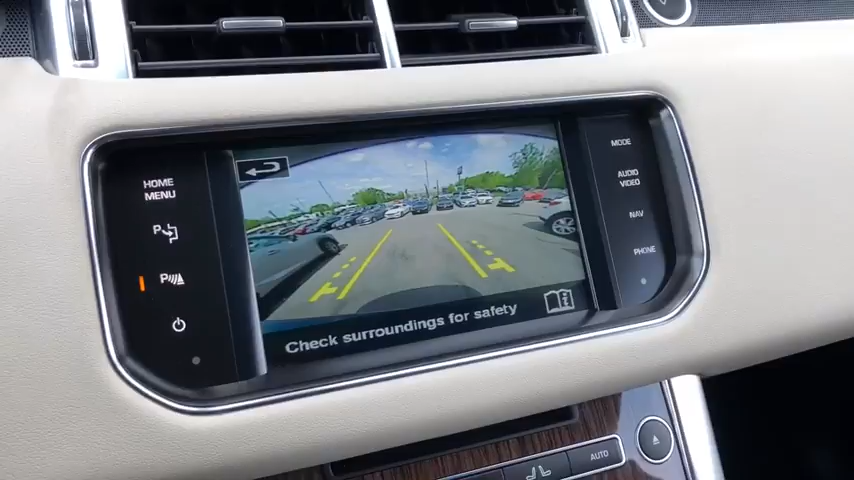 HOME
MENU
P
P
MODE
AUDIO
VIDEO
NAV
PHONE
Check surroundings for safety
i
AUTO